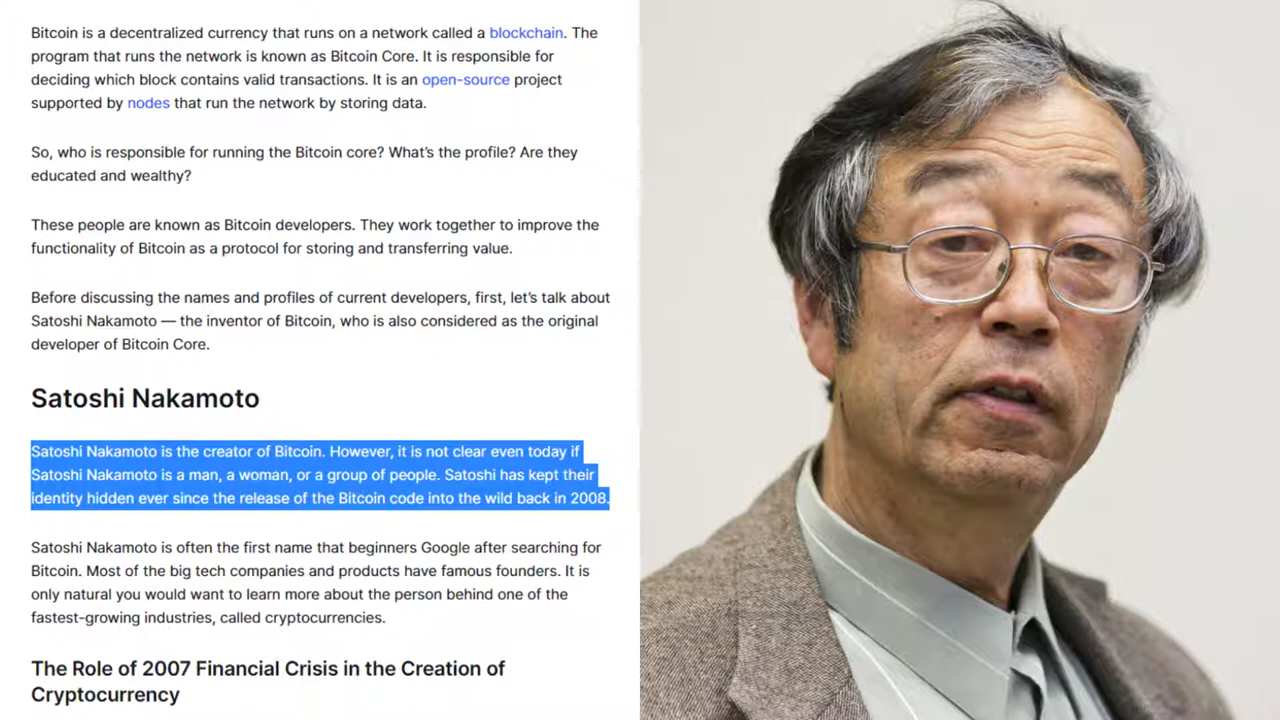 Bitcoin is a decentralized currency that runs on a network called a blockchain. The
program that runs the network is known as Bitcoin Core. It is responsible for
deciding which block contains valid transactions. It is an open-source project
supported by nodes that run the network by storing data.
So, who is responsible for running the Bitcoin core? What's the profile? Are they
educated and wealthy?
These people are known as Bitcoin developers. They work together to improve the
functionality of Bitcoin as a protocol for storing and transferring value.
Before discussing the names and profiles of current developers, first, let's talk about
Satoshi Nakamoto — the inventor of Bitcoin, who is also considered as the original
developer of Bitcoin Core.
Satoshi Nakamoto
Satoshi Nakamoto is the creator of Bitcoin. However, it is not clear even today if
Satoshi Nakamoto is a man, a woman, or a group of people. Satoshi has kept their
identity hidden ever since the release of the Bitcoin code into the wild back in 2008.
Satoshi Nakamoto is often the first name that beginners Google after searching for
Bitcoin. Most of the big tech companies and products have famous founders. It is
only natural you would want to learn more about the person behind one of the
fastest-growing industries, called cryptocurrencies.
The Role of 2007 Financial Crisis in the Creation of
Cryptocurrency